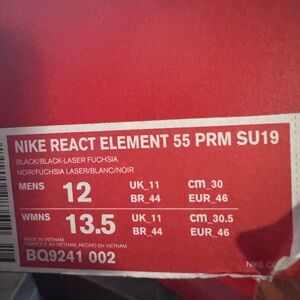 NIKE REACT ELEMENT 55 PRM SU19
BLACK/BLACK-LASER FUCHSIA
NOIR/FUCHSIA LASER/BLANC/NOIR
MENS 12 UK_11 CM_30
BR_44 EUR_46
WMNS 13.5 UK_11 CM_30.5
BR_44 EUR_46
MADE IN VIETNAM
FABRIQUÉ AU VIETNAM, HECHO EN VIETNAM
BQ9241 002